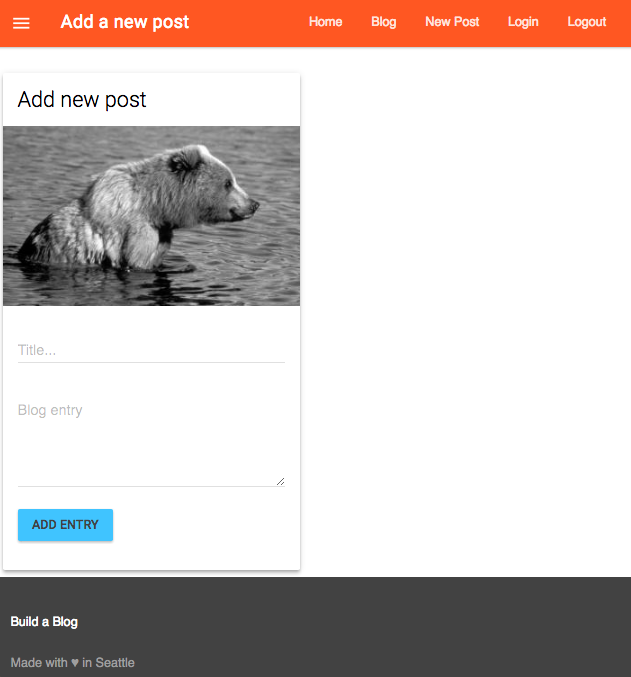 Add a new post
Home Blog New Post Login Logout
Add new post
Title...
Blog entry
ADD ENTRY
Build a Blog
Made with ♥ in Seattle